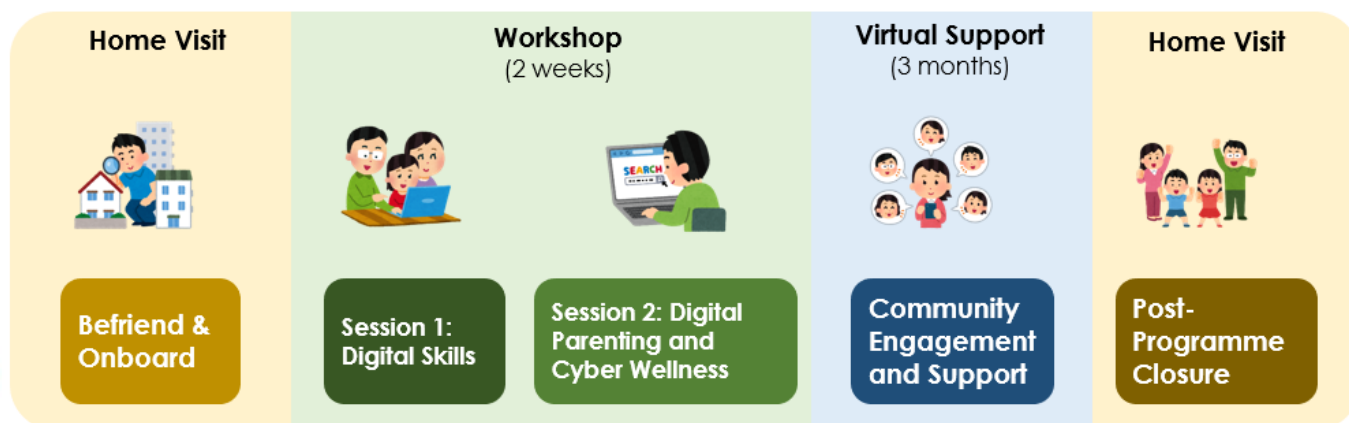 Home Visit
Workshop
(2 weeks)
Virtual Support
(3 months)
Home Visit
SEARCH
Befriend &
Onboard
Session 1:
Digital Skills
Session 2: Digital
Parenting and
Cyber Wellness
Community
Engagement
and Support
Post-
Programme
Closure